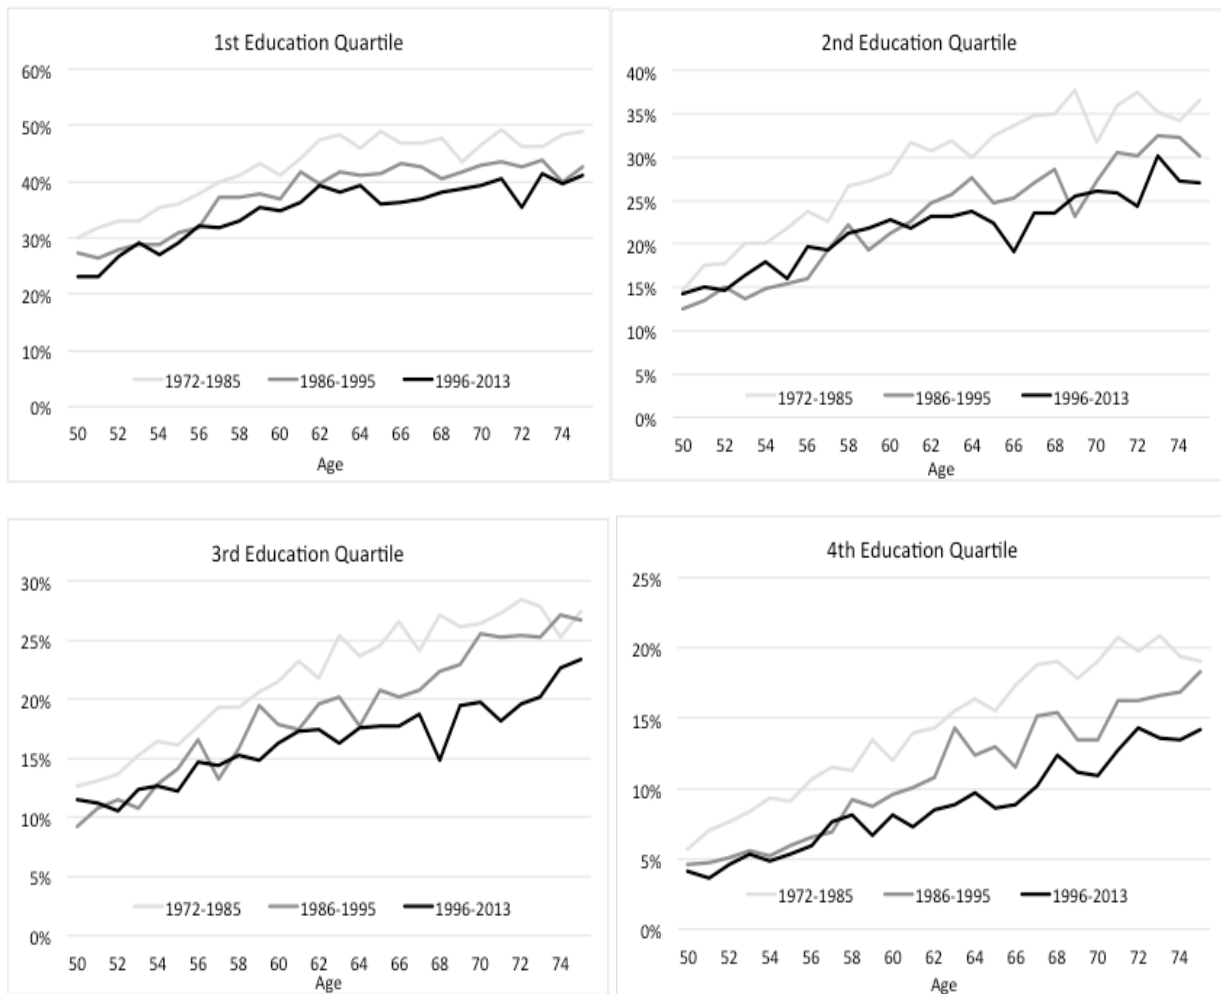 1st Education Quartile
60%
50%
40%
30%
20%
10%
0%
1972-1985 1986-1995 1996-2013
50 52 54 56 58 60 62 64 66 68 70 72 74
Age
2nd Education Quartile
40%
35%
30%
25%
20%
15%
10%
5%
0%
1972-1985 1986-1995 1996-2013
50 52 54 56 58 60 62 64 66 68 70 72 74
Age
3rd Education Quartile
30%
25%
20%
15%
10%
5%
0%
1972-1985 1986-1995 1996-2013
50 52 54 56 58 60 62 64 66 68 70 72 74
Age
4th Education Quartile
25%
20%
15%
10%
5%
0%
1972-1985 1986-1995 1996-2013
50 52 54 56 58 60 62 64 66 68 70 72 74
Age